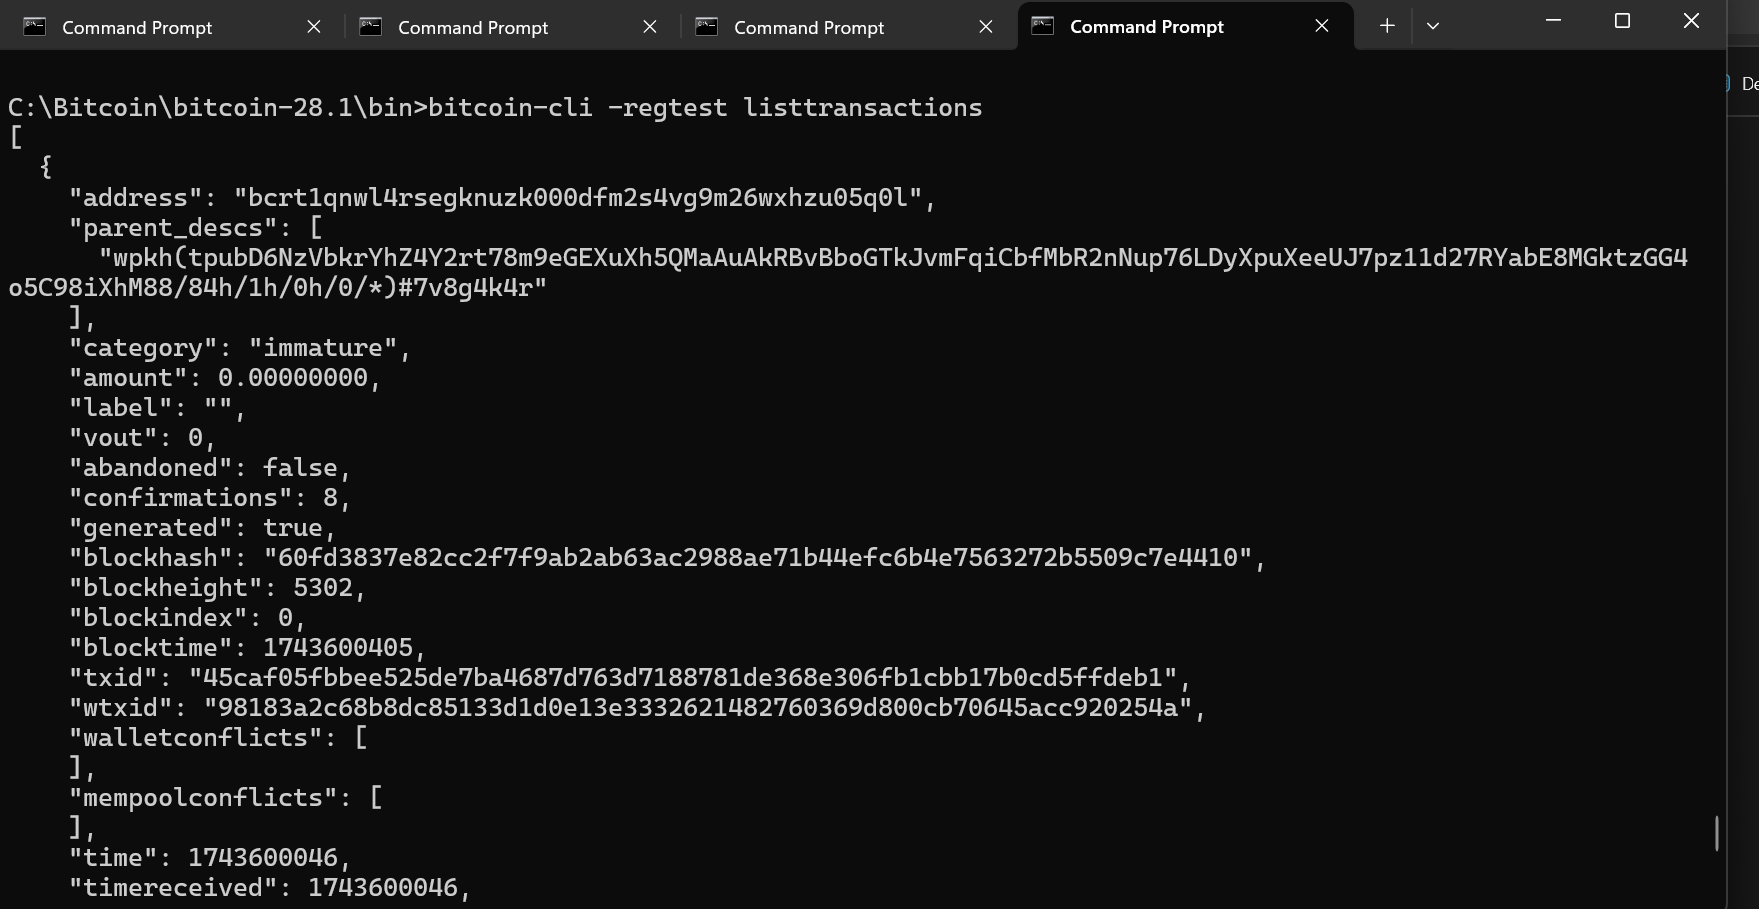 Command Prompt
Command Prompt
Command Prompt
Command Prompt
De
C:\Bitcoin\bitcoin-28.1\bin>bitcoin-cli -regtest listtransactions
[
  {
    "address": "bcrt1qnwl4rsegknuzk000dfm2s4vg9m26wxhzu05q0l",
    "parent_descs": [
      "wpkh(tpubD6NzVbkrYhZ4Y2rt78m9eGEXuXh5QMaAuAkRBvBboGTkJvmFqiCbfMbR2nNup76LDyXpuXeeUJ7pz11d27RYabE8MGktzGG4
o5C98iXhM88/84h/1h/0h/0/*)#7v8g4k4r"
    ],
    "category": "immature",
    "amount": 0.00000000,
    "label": "",
    "vout": 0,
    "abandoned": false,
    "confirmations": 8,
    "generated": true,
    "blockhash": "60fd3837e82cc2f7f9ab2ab63ac2988ae71b44efc6b4e7563272b5509c7e4410",
    "blockheight": 5302,
    "blockindex": 0,
    "blocktime": 1743600405,
    "txid": "45caf05fbbee525de7ba4687d763d7188781de368e306fb1cbb17b0cd5ffdeb1",
    "wtxid": "98183a2c68b8dc85133d1d0e13e3332621482760369d800cb70645acc920254a",
    "walletconflicts": [
    ],
    "mempoolconflicts": [
    ],
    "time": 1743600046,
    "timereceived": 1743600046,